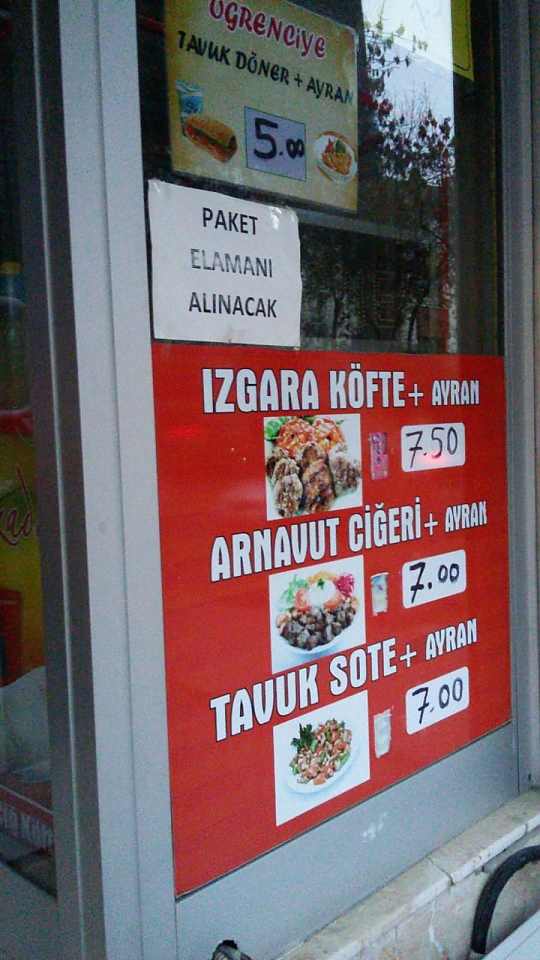 ÖĞRENCİYE
TAVUK DÖNER + AYRAN
5.00
PAKET
ELAMANI
ALINACAK
IZGARA KÖFTE + AYRAN
7.50
ARNAVUT CİĞERİ + AYRAN
7.00
TAVUK SOTE + AYRAN
7.00